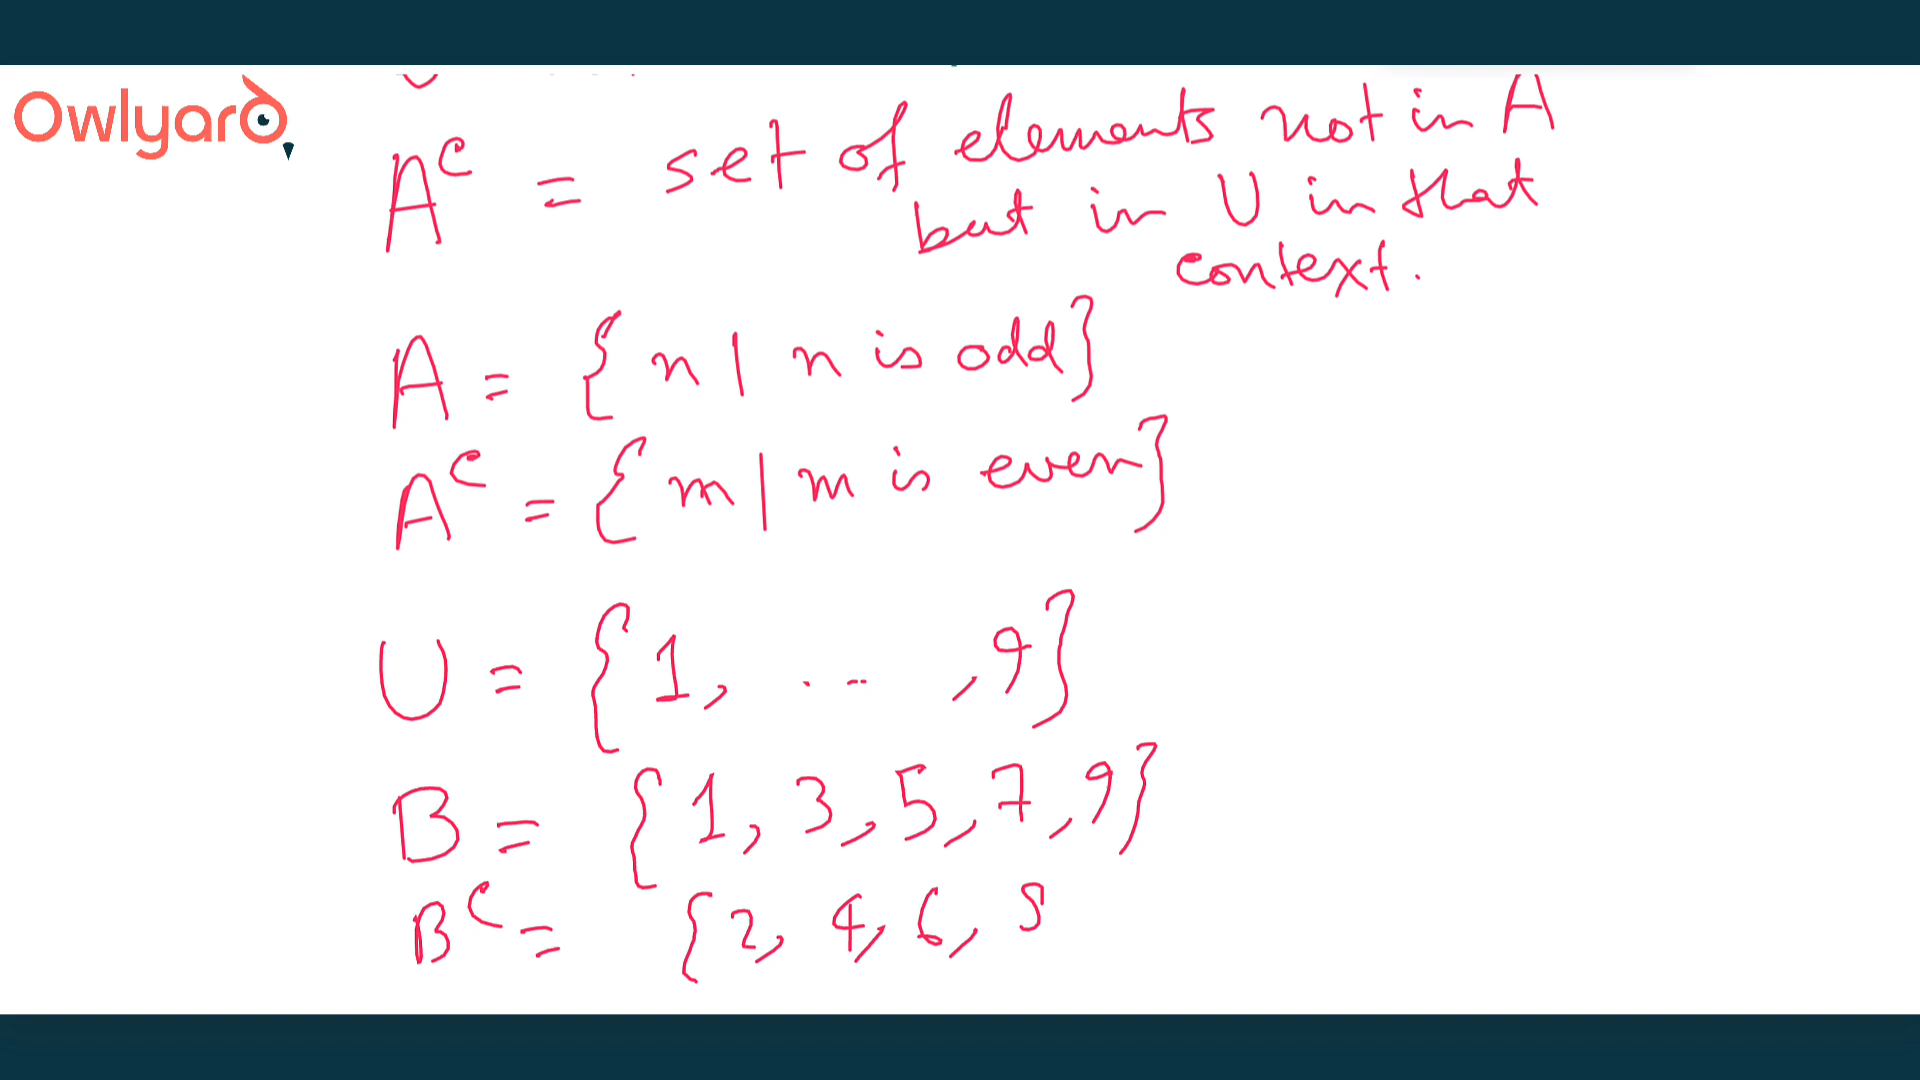 Owlyard
A^c = set of elements not in A
but in U in that
context.
A = {n | n is odd}
A^c = {m | m is even}
U = {1, ... , 9}
B = {1, 3, 5, 7, 9}
B^c = {2, 4, 6, 8